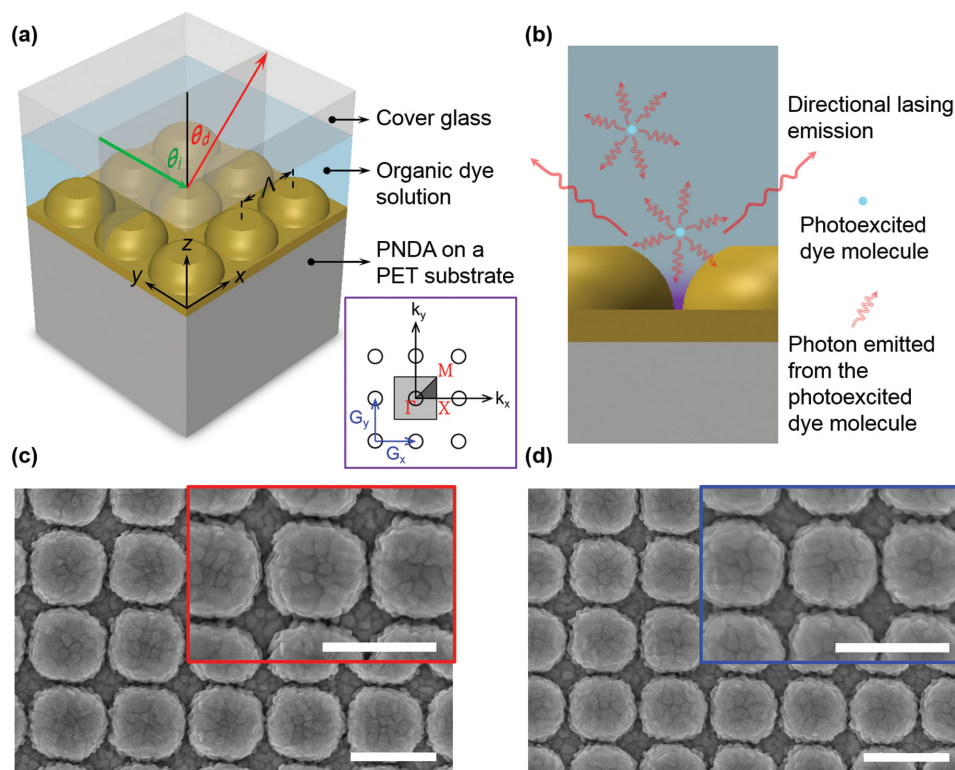 (a)
θi
θd
Λ
Cover glass
Organic dye
solution
PNDA on a
PET substrate
z
y
x
ky
M
Γ
X
kx
Gy
Gx
(b)
Directional lasing
emission
Photoexcited
dye molecule
Photon emitted
from the
photoexcited
dye molecule
(c)
(d)